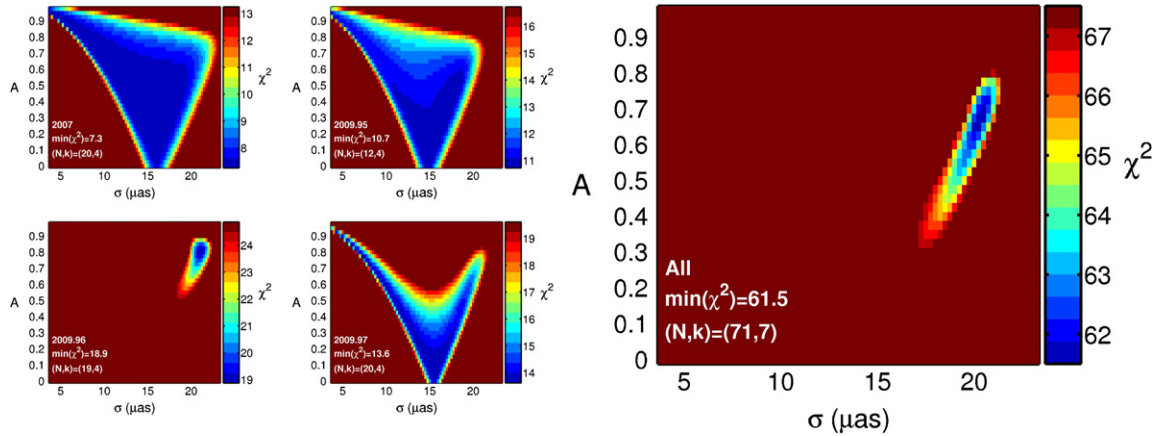 0.9
0.8
0.7
0.6
0.5
0.4
0.3
0.2
0.1
0
A
2007
min(χ²)=7.3
(N,k)=(20,4)
5 10 15 20
σ (μas)
13
12
11
10
9
8
χ²
0.9
0.8
0.7
0.6
0.5
0.4
0.3
0.2
0.1
0
A
2009.95
min(χ²)=10.7
(N,k)=(12,4)
5 10 15 20
σ (μas)
16
15
14
13
12
11
χ²
0.9
0.8
0.7
0.6
0.5
0.4
0.3
0.2
0.1
0
A
2009.96
min(χ²)=18.9
(N,k)=(19,4)
5 10 15 20
σ (μas)
24
23
22
21
20
19
χ²
0.9
0.8
0.7
0.6
0.5
0.4
0.3
0.2
0.1
0
A
2009.97
min(χ²)=13.6
(N,k)=(20,4)
5 10 15 20
σ (μas)
19
18
17
16
15
14
χ²
0.9
0.8
0.7
0.6
0.5
0.4
0.3
0.2
0.1
0
A
All
min(χ²)=61.5
(N,k)=(71,7)
5 10 15 20
σ (μas)
67
66
65
64
63
62
χ²